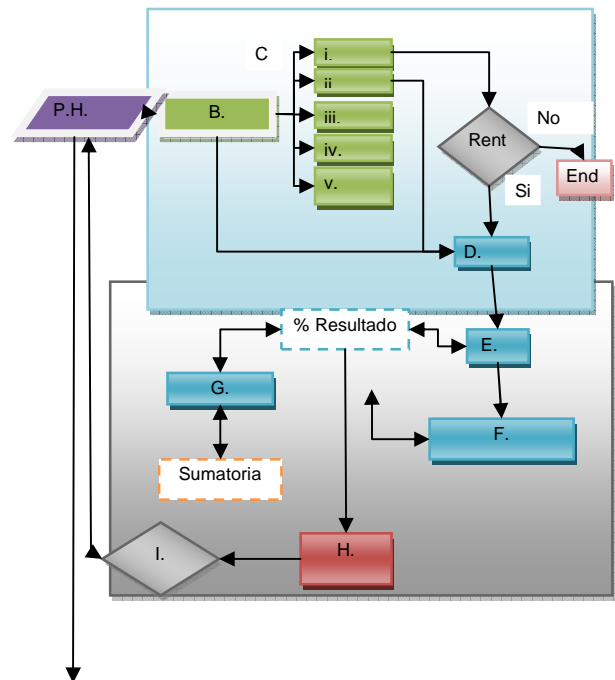 C
i.
ii
P.H.
B.
iii.
No
Rent
iv.
End
v.
Si
D.
% Resultado
E.
G.
F.
Sumatoria
H.
I.